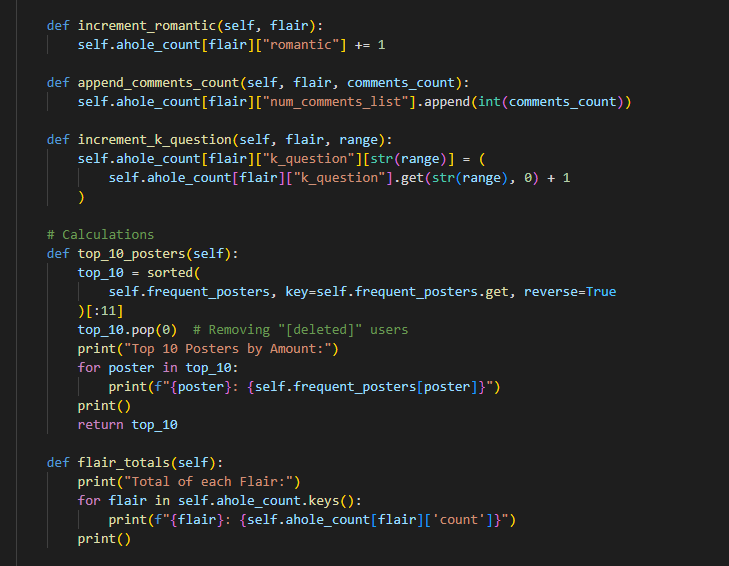 def increment_romantic(self, flair):
    self.ahole_count[flair]["romantic"] += 1
def append_comments_count(self, flair, comments_count):
    self.ahole_count[flair]["num_comments_list"].append(int(comments_count))
def increment_k_question(self, flair, range):
    self.ahole_count[flair]["k_question"][str(range)] = (
        self.ahole_count[flair]["k_question"].get(str(range), 0) + 1
    )
# Calculations
def top_10_posters(self):
    top_10 = sorted(
        self.frequent_posters, key=self.frequent_posters.get, reverse=True
    )[:11]
    top_10.pop(0)  # Removing "[deleted]" users
    print("Top 10 Posters by Amount:")
    for poster in top_10:
        print(f"{poster}: {self.frequent_posters[poster]}")
    print()
    return top_10
def flair_totals(self):
    print("Total of each Flair:")
    for flair in self.ahole_count.keys():
        print(f"{flair}: {self.ahole_count[flair]['count']}")
    print()